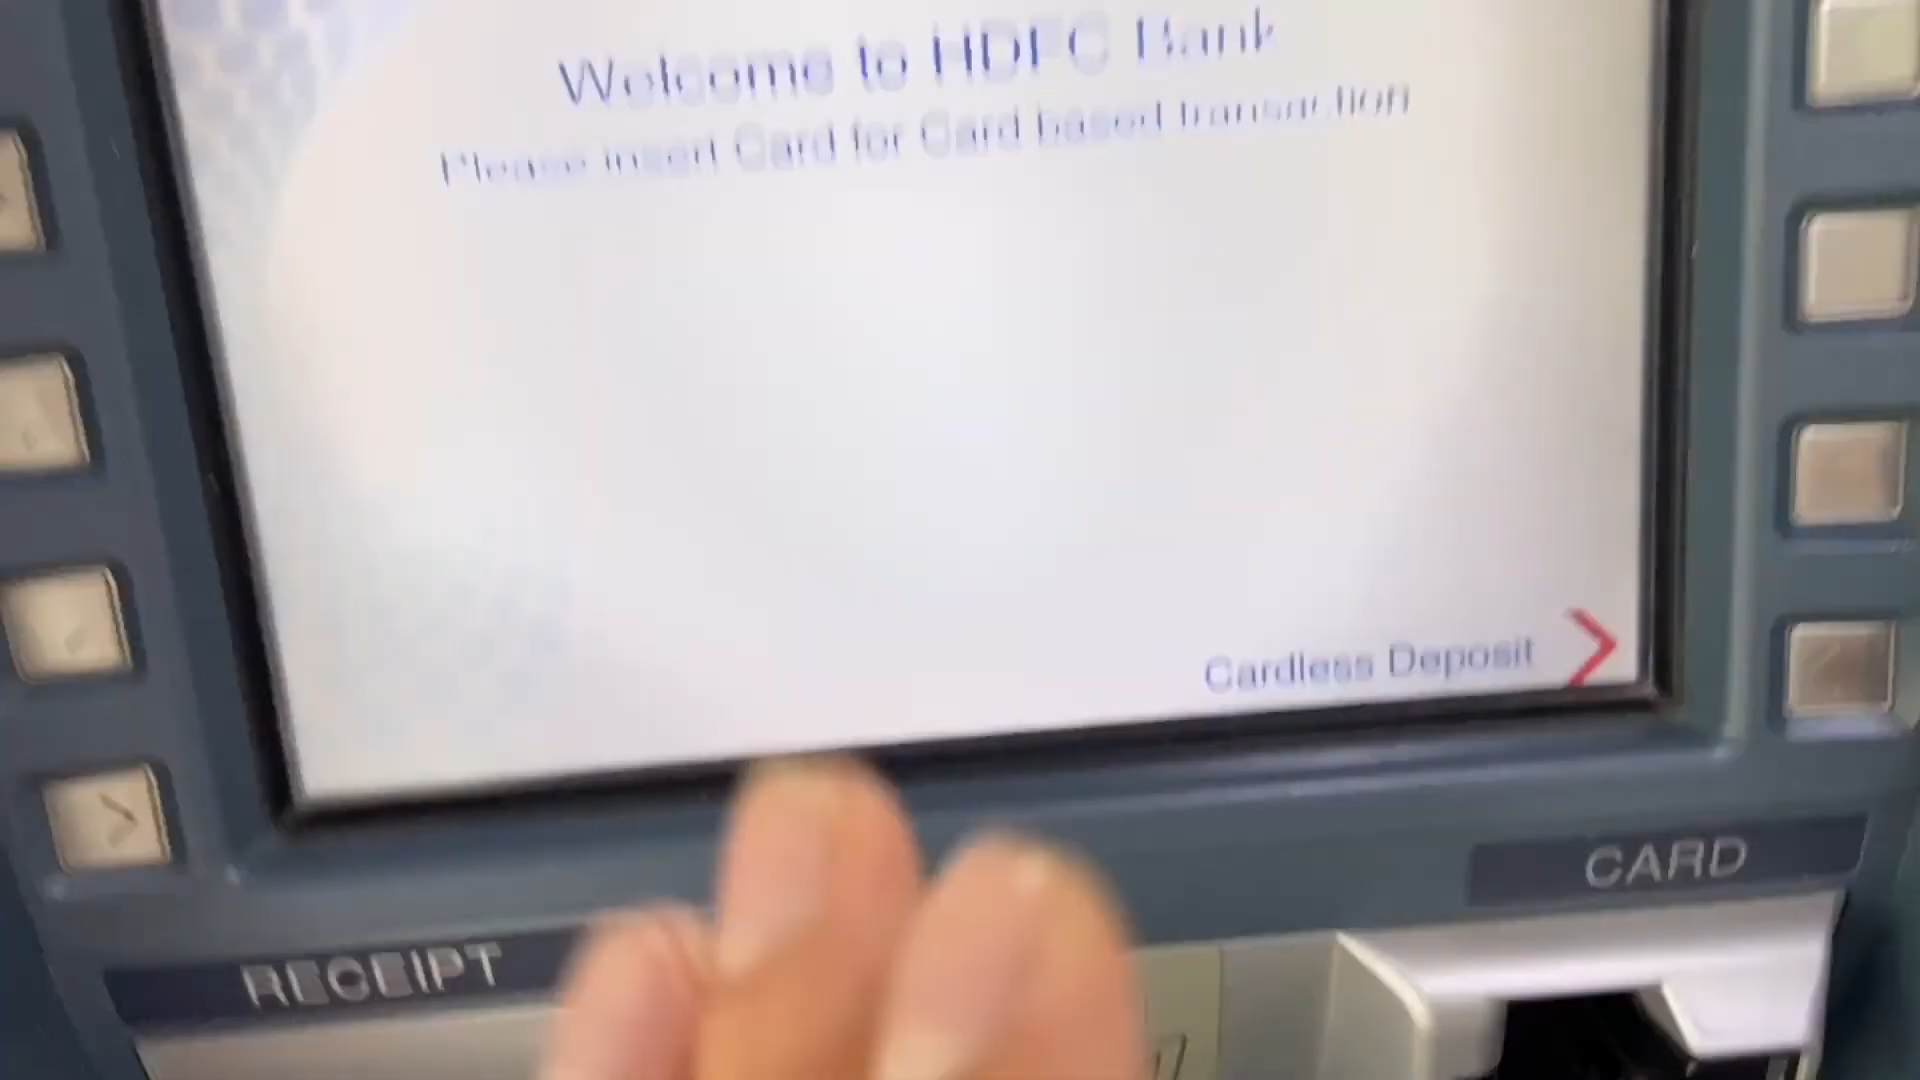 Welcome to HDFC Bank
Please insert Card for Card based transaction
Cardless Deposit
CARD
RECEIPT